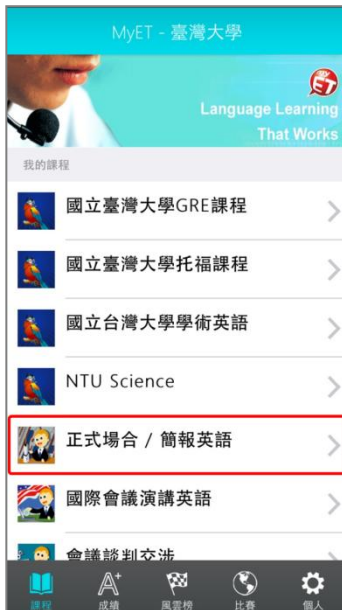 MyET - 臺灣大學
MY
ET
Language Learning
That Works
我的課程
國立臺灣大學GRE課程
國立臺灣大學托福課程
國立台灣大學學術英語
NTU Science
正式場合 / 簡報英語
國際會議演講英語
會議談判交涉
課程
A+
成績
風雲榜
比賽
個人